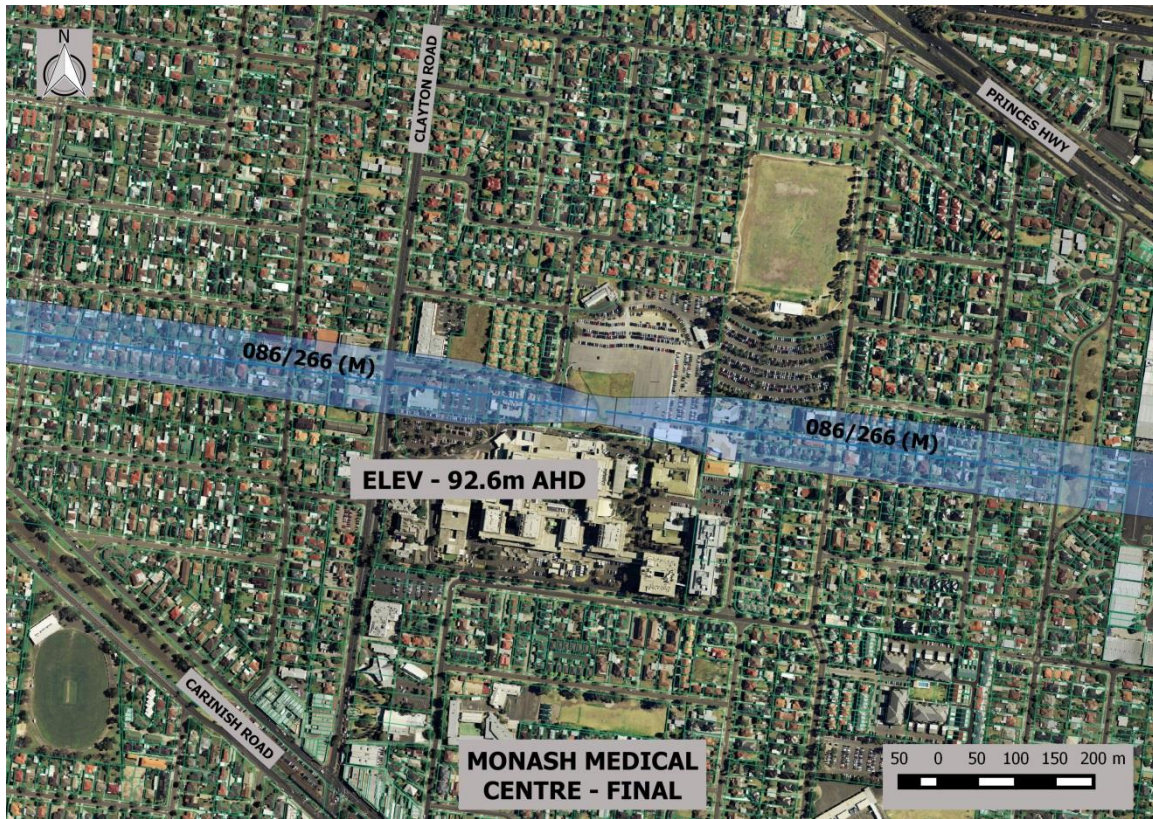 N
CLAYTON ROAD
PRINCES HWY
086/266 (M)
086/266 (M)
ELEV - 92.6m AHD
CARINISH ROAD
MONASH MEDICAL
CENTRE - FINAL
50 0 50 100 150 200 m